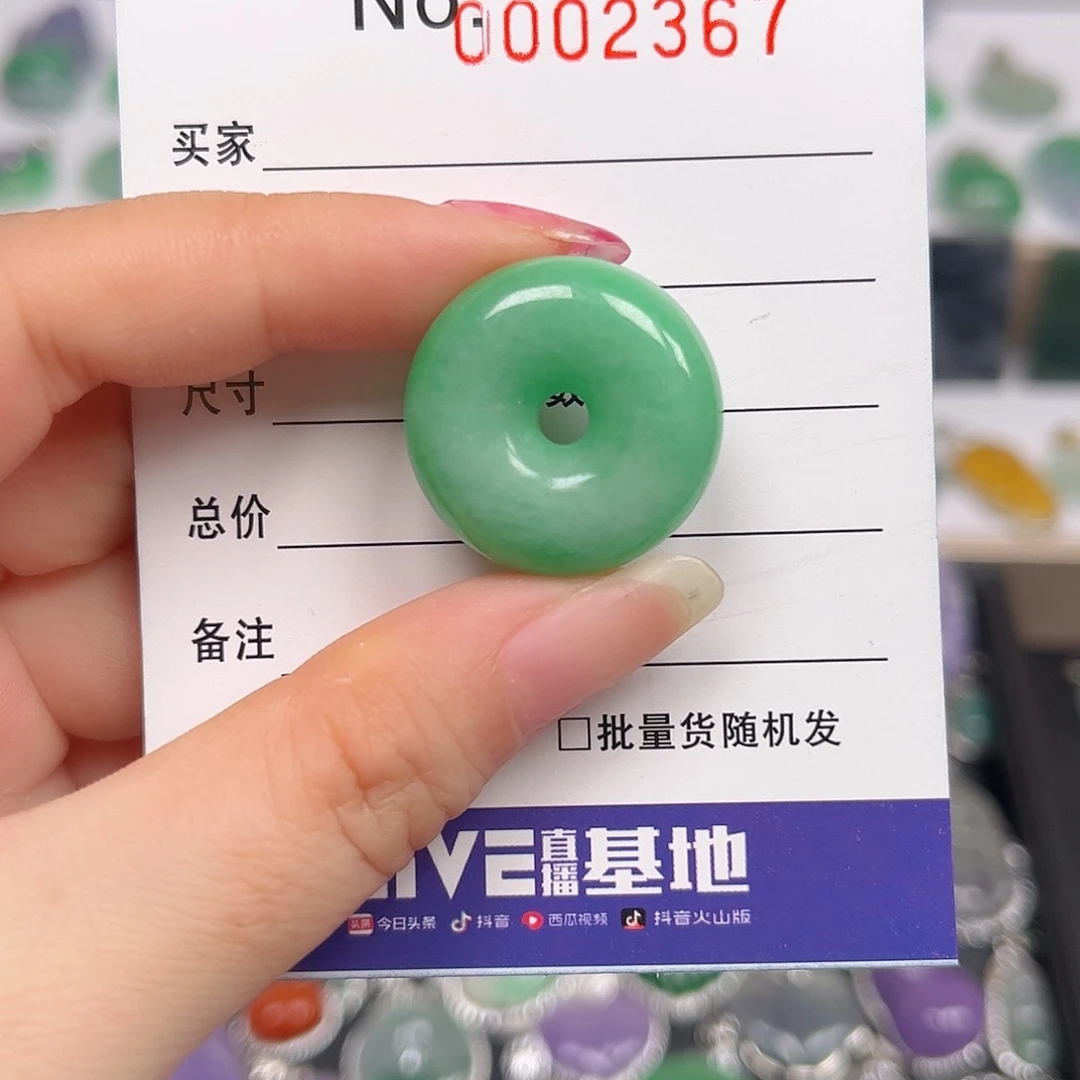 No.0002367
买家
尺寸
总价
备注
□批量货随机发
直播基地
今日头条 抖音 西瓜视频 抖音火山版